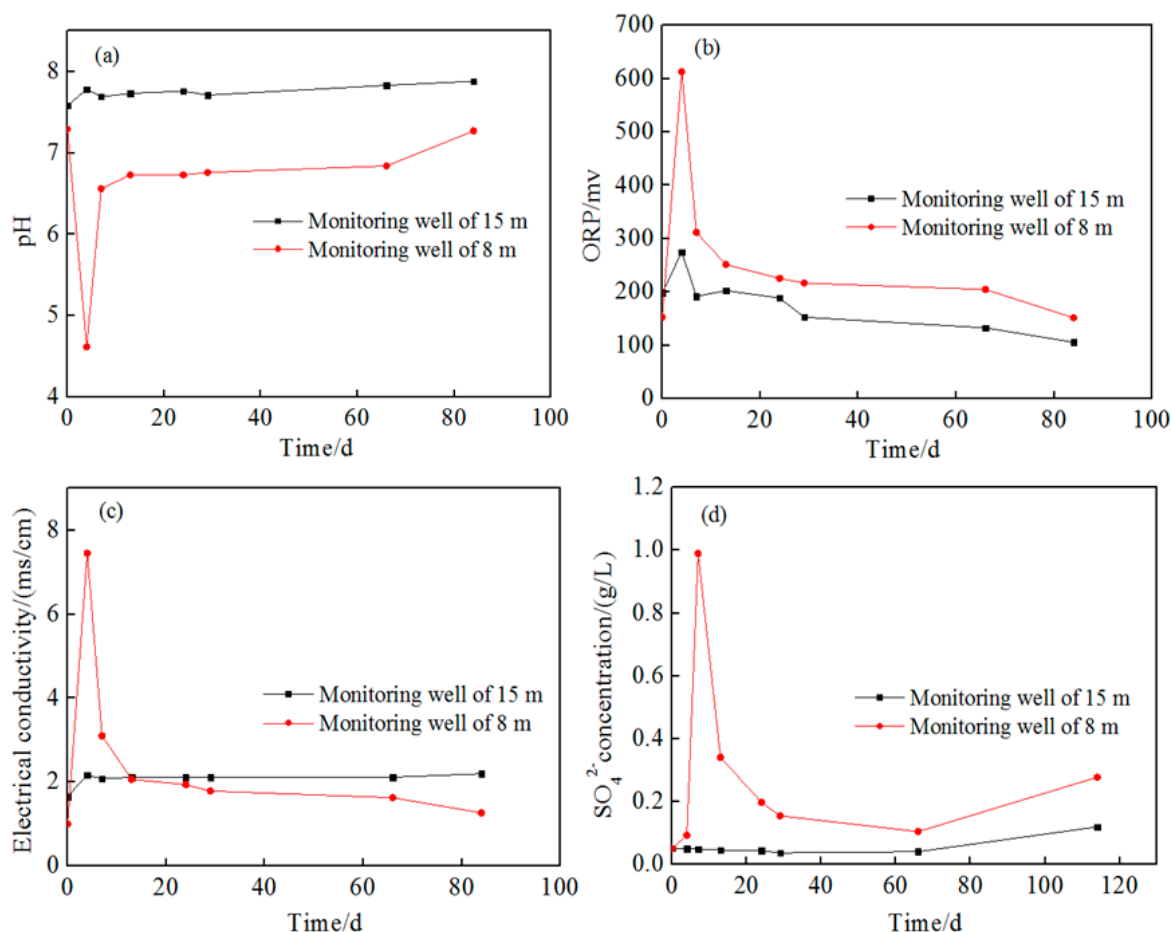 (a)
pH
8
7
6
5
4
Monitoring well of 15 m
Monitoring well of 8 m
0 20 40 60 80 100
Time/d
(b)
ORP/mv
700
600
500
400
300
200
100
0
Monitoring well of 15 m
Monitoring well of 8 m
0 20 40 60 80 100
Time/d
(c)
Electrical conductivity/(ms/cm)
8
6
4
2
0
Monitoring well of 15 m
Monitoring well of 8 m
0 20 40 60 80 100
Time/d
(d)
SO₄²⁻ concentration/(g/L)
1.2
1.0
0.8
0.6
0.4
0.2
0.0
Monitoring well of 15 m
Monitoring well of 8 m
0 20 40 60 80 100 120
Time/d